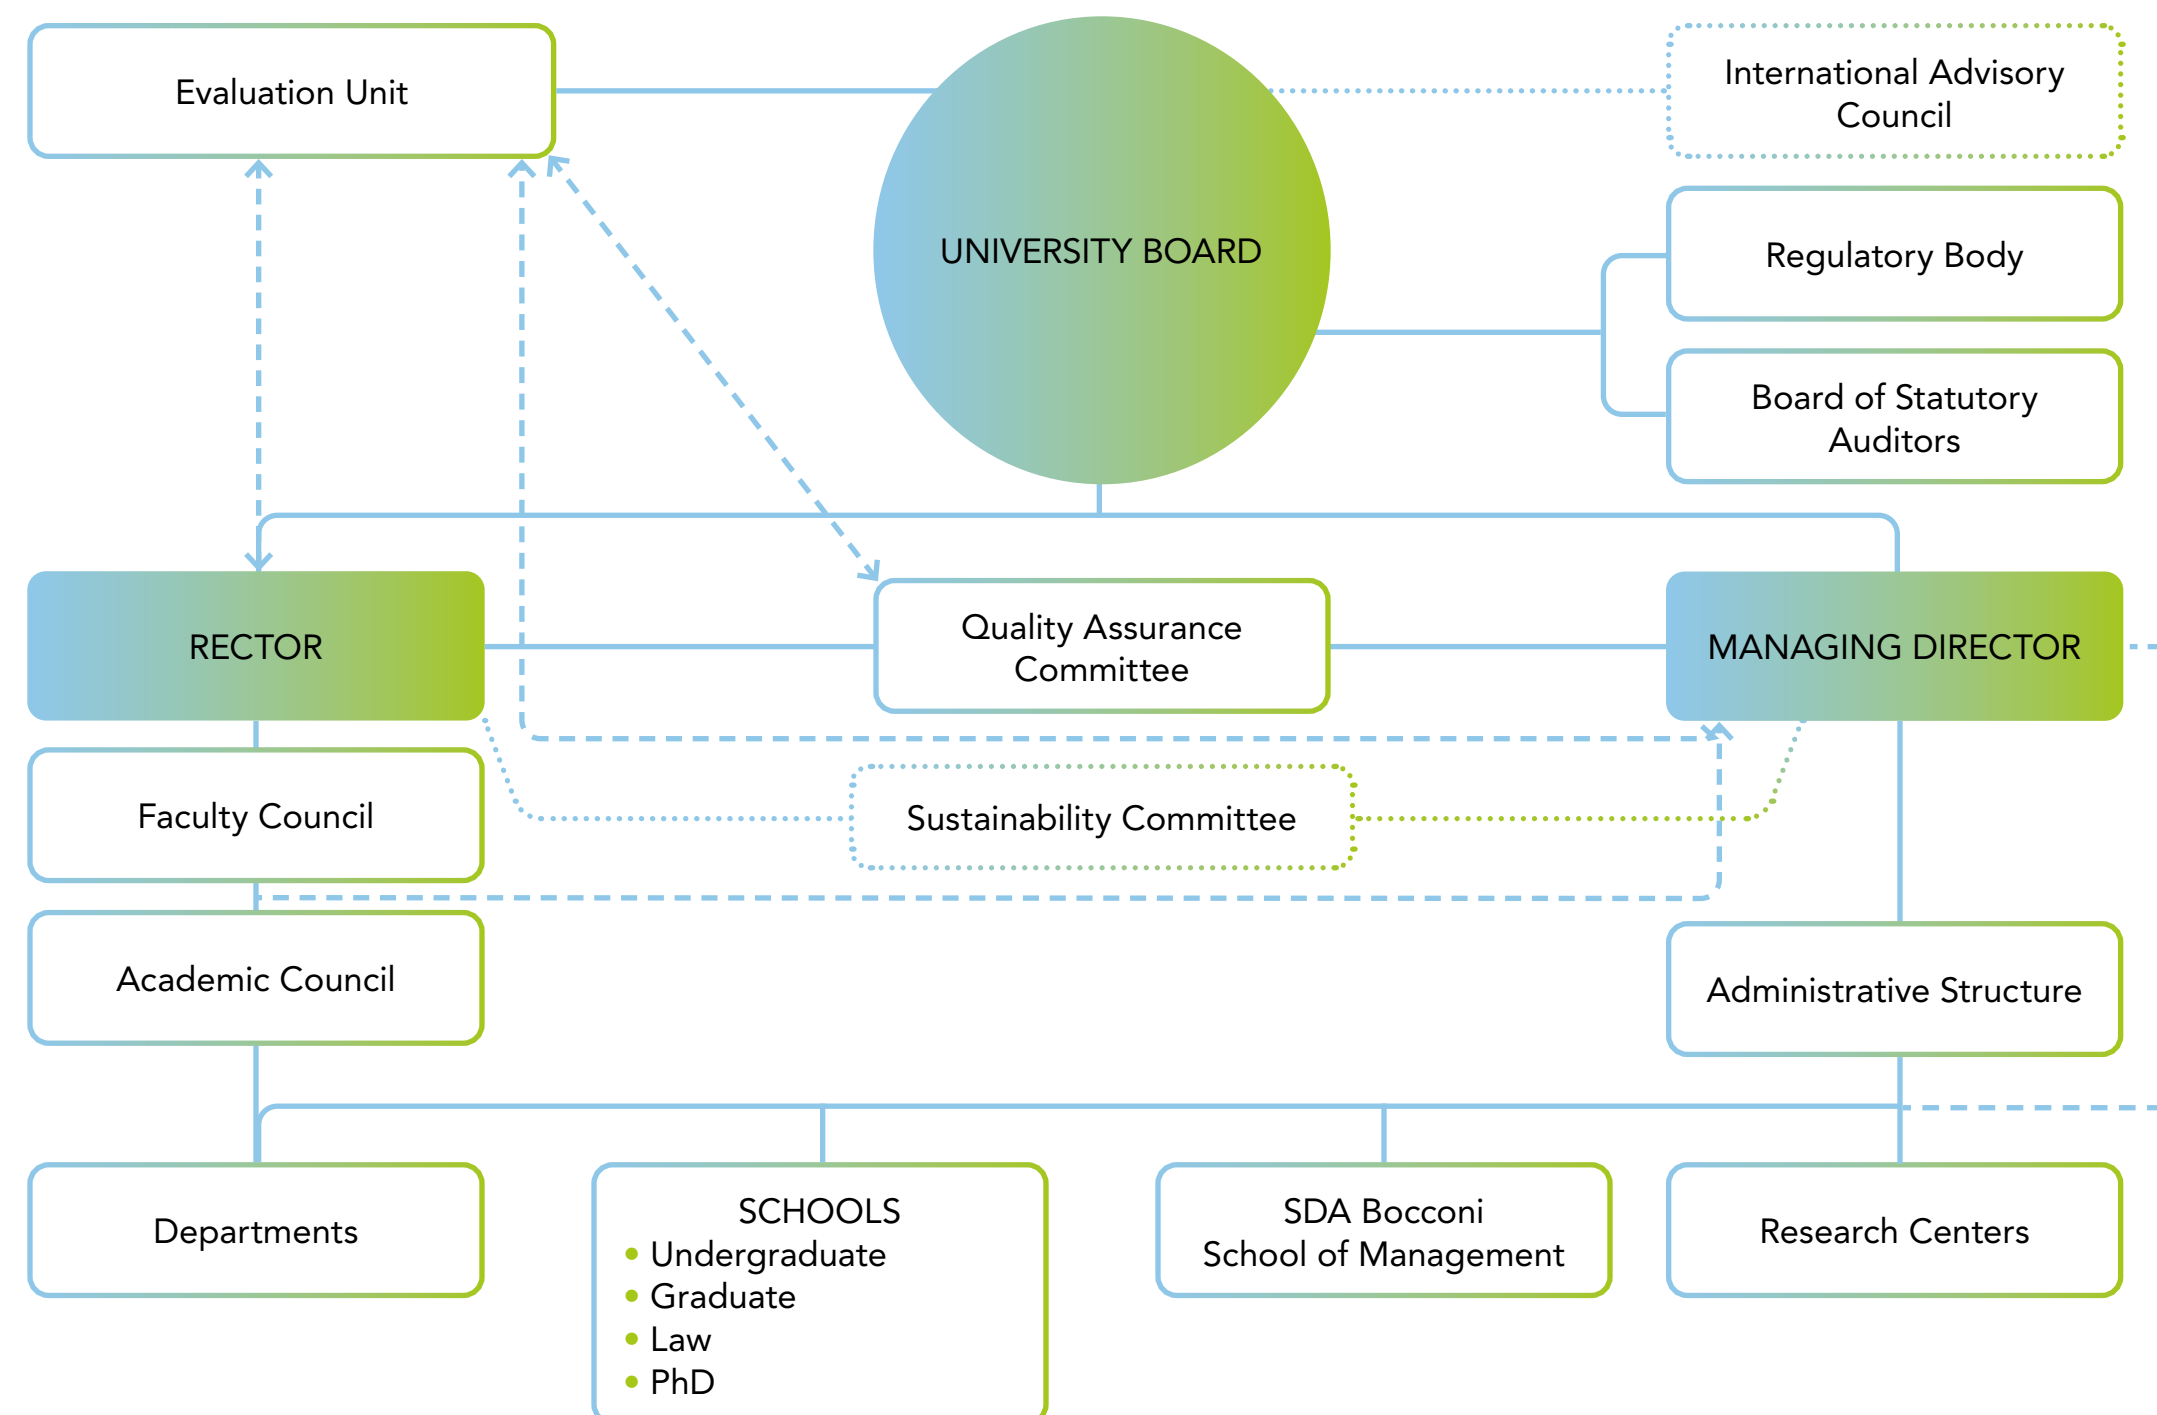 Evaluation Unit
UNIVERSITY BOARD
International Advisory
Council
Regulatory Body
Board of Statutory
Auditors
RECTOR
Quality Assurance
Committee
MANAGING DIRECTOR
Faculty Council
Sustainability Committee
Academic Council
Administrative Structure
Departments
SCHOOLS
• Undergraduate
• Graduate
• Law
• PhD
SDA Bocconi
School of Management
Research Centers